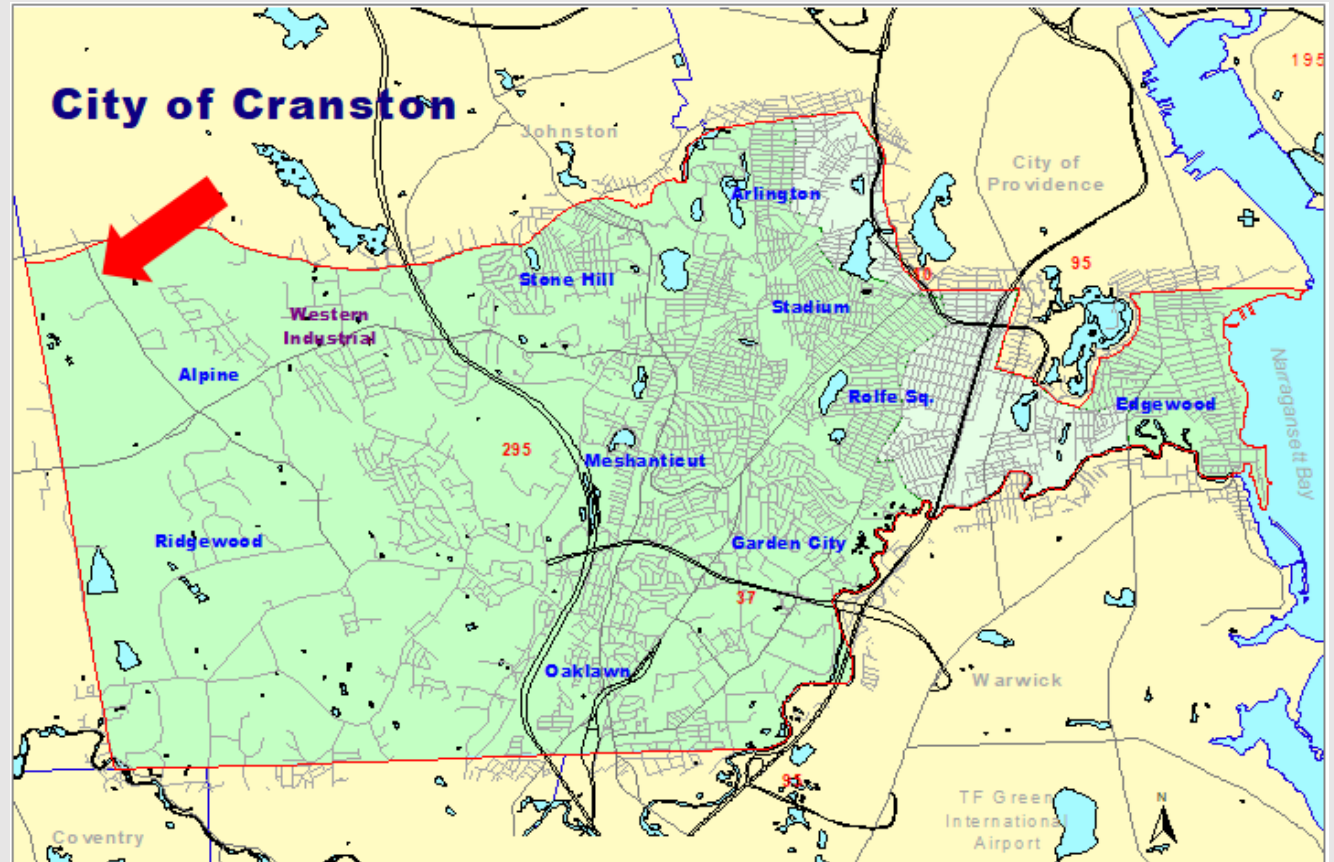 195
City of Cranston
Johnston
City of
Providence
Arlington
95
10
Stone Hill
Stadium
Western
Industrial
Alpine
Rolfe Sq.
Edgewood
Narragansett Bay
295
Meshanticut
Ridgewood
Garden City
37
Oaklawn
Warwick
95
TF Green
International
Airport
N
Coventry